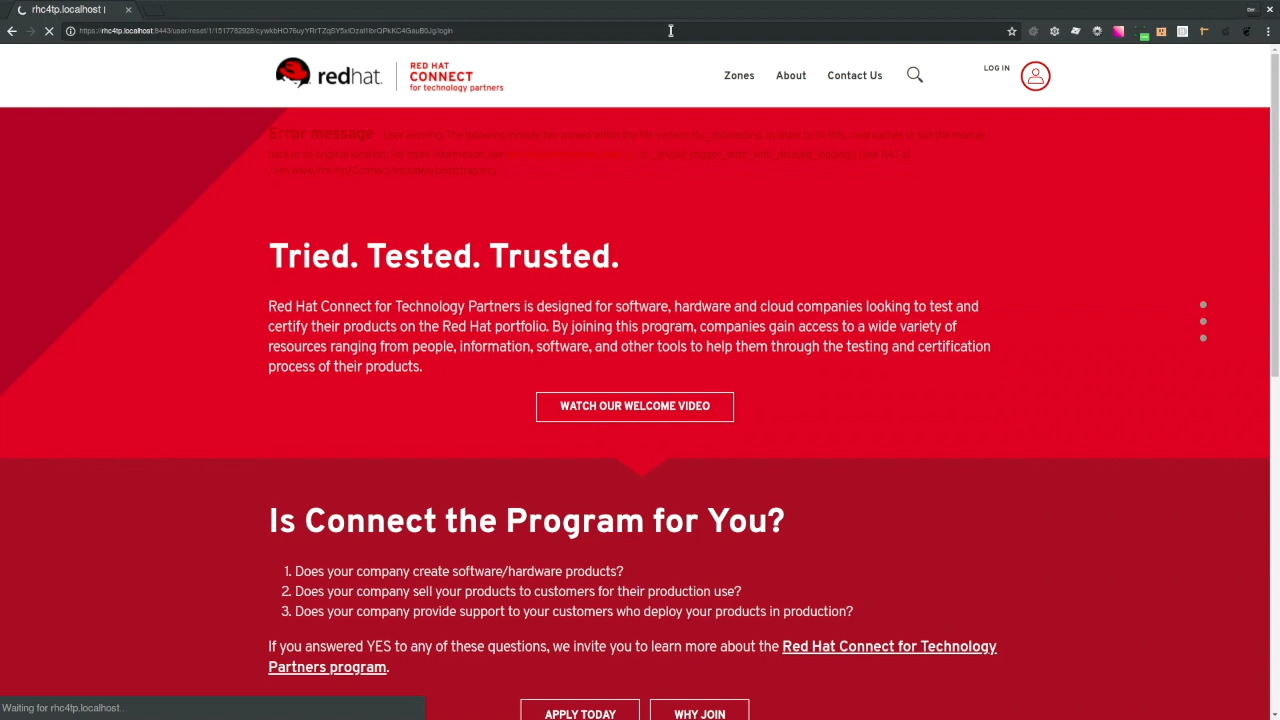 rhc4tp.localhost |
redhat.
RED HAT
CONNECT
for technology partners
Zones
About
Contact Us
LOG IN
Error message
Tried. Tested. Trusted.
Red Hat Connect for Technology Partners is designed for software, hardware and cloud companies looking to test and
certify their products on the Red Hat portfolio. By joining this program, companies gain access to a wide variety of
resources ranging from people, information, software, and other tools to help them through the testing and certification
process of their products.
WATCH OUR WELCOME VIDEO
Is Connect the Program for You?
1. Does your company create software/hardware products?
2. Does your company sell your products to customers for their production use?
3. Does your company provide support to your customers who deploy your products in production?
If you answered YES to any of these questions, we invite you to learn more about the Red Hat Connect for Technology
Partners program.
APPLY TODAY
WHY JOIN
Waiting for rhc4tp.localhost...